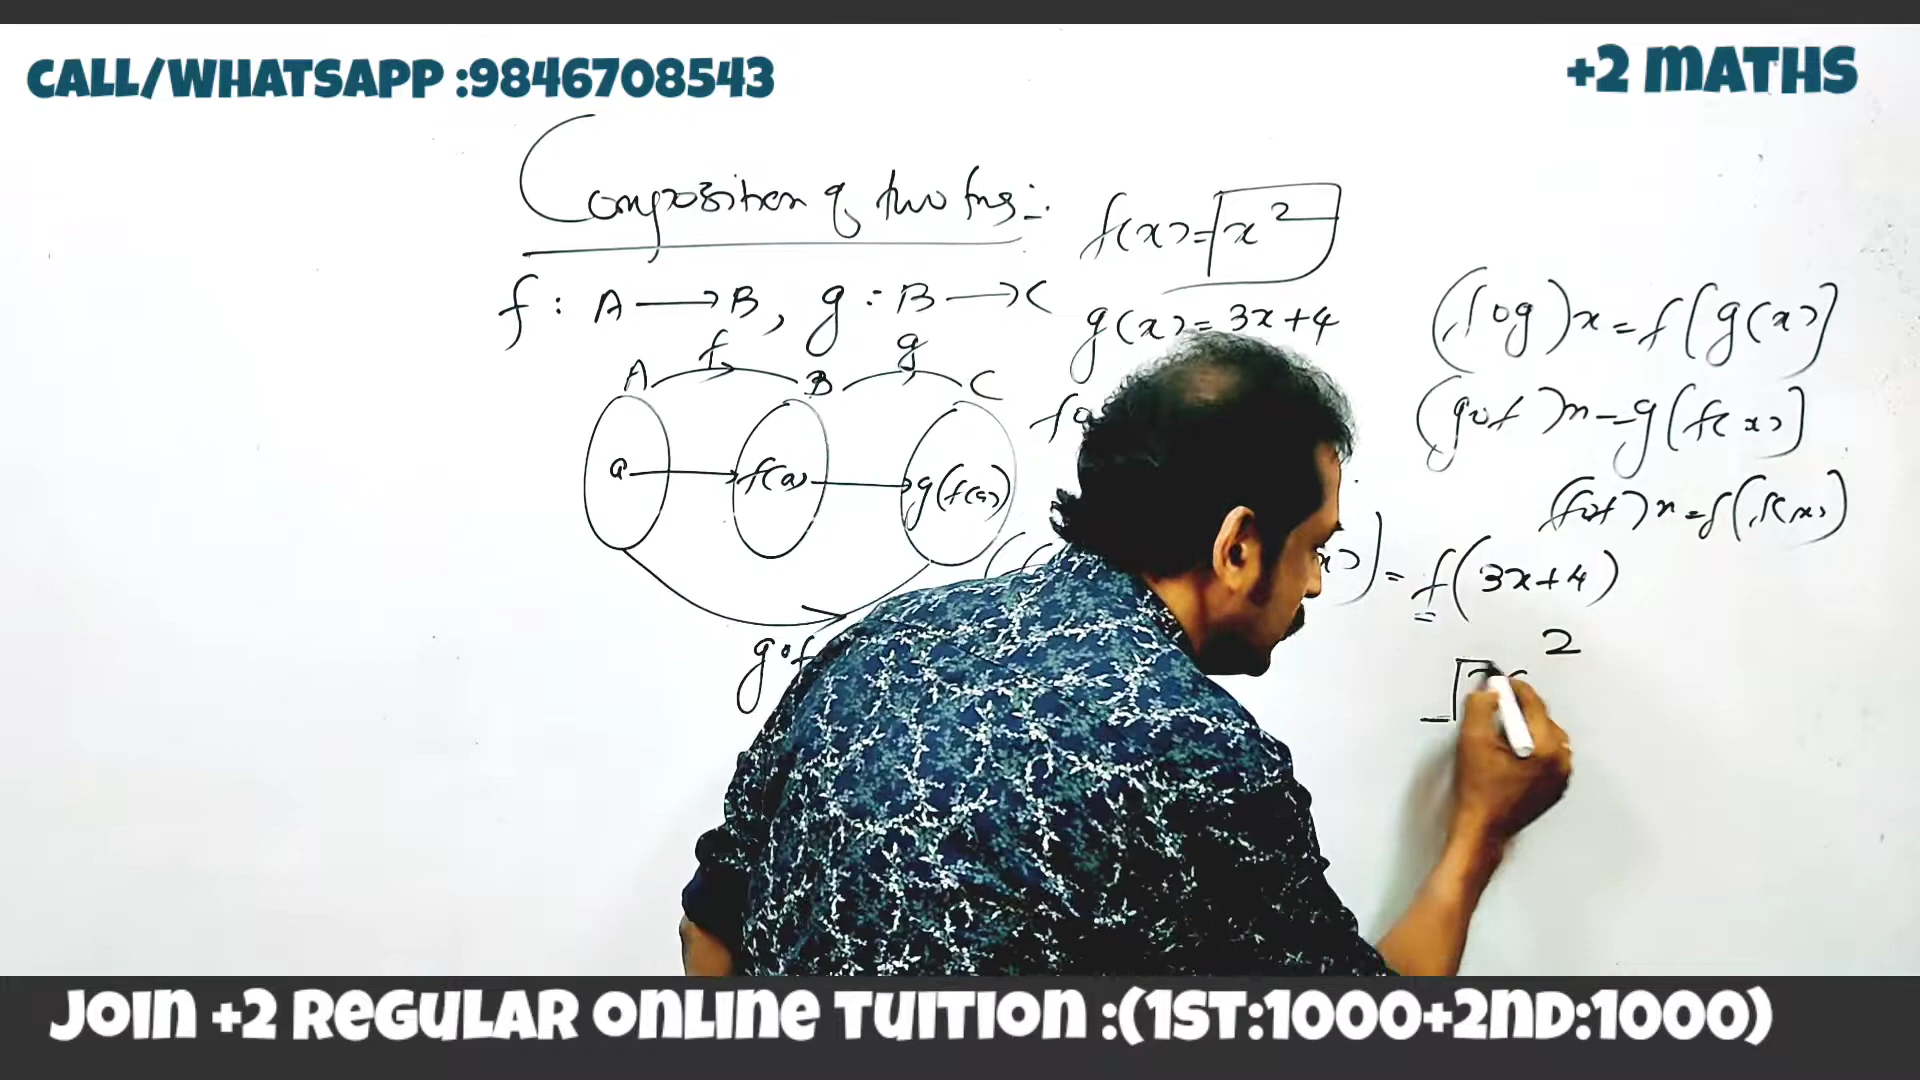 CALL/WHATSAPP :9846708543
+2 MATHS
Composition of two fns:-
f(x)=x²
f : A → B, g : B → C
g(x)=3x+4
(fog)x=f(g(x)]
(gof)x=g(f(x)]
(fof)x=f(f(x))
f
g
A
B
C
fo
a
f(a)
g(f(a))
x))=f(3x+4)
gof
=
2
JOIN +2 REGULAR ONLINE TUITION :(1ST:1000+2ND:1000)